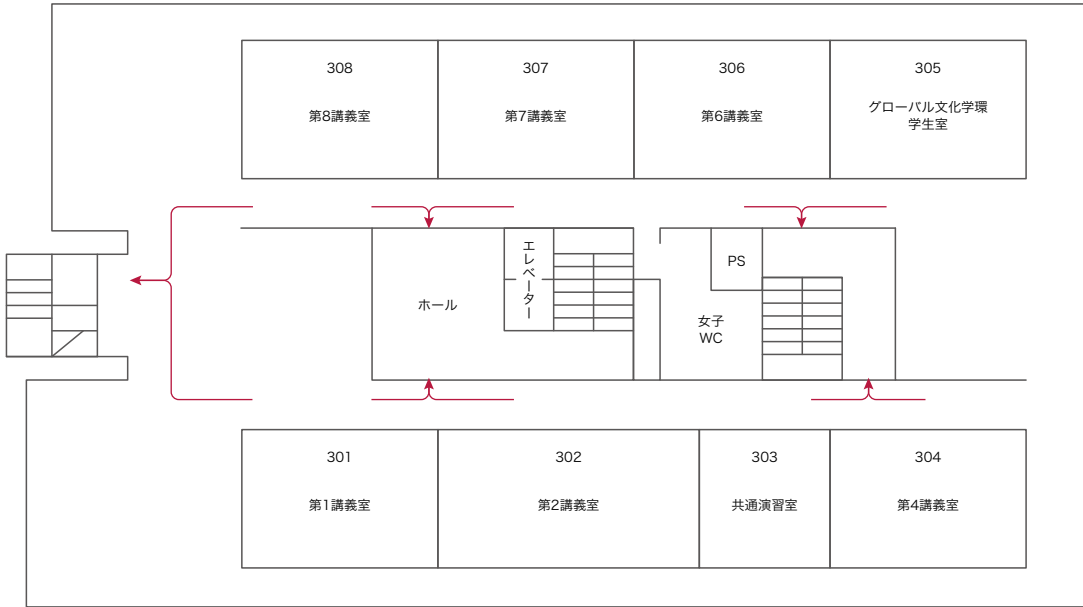 308
第8講義室
307
第7講義室
306
第6講義室
305
グローバル文化学環
学生室
エレベーター
ホール
PS
女子
WC
301
第1講義室
302
第2講義室
303
共通演習室
304
第4講義室